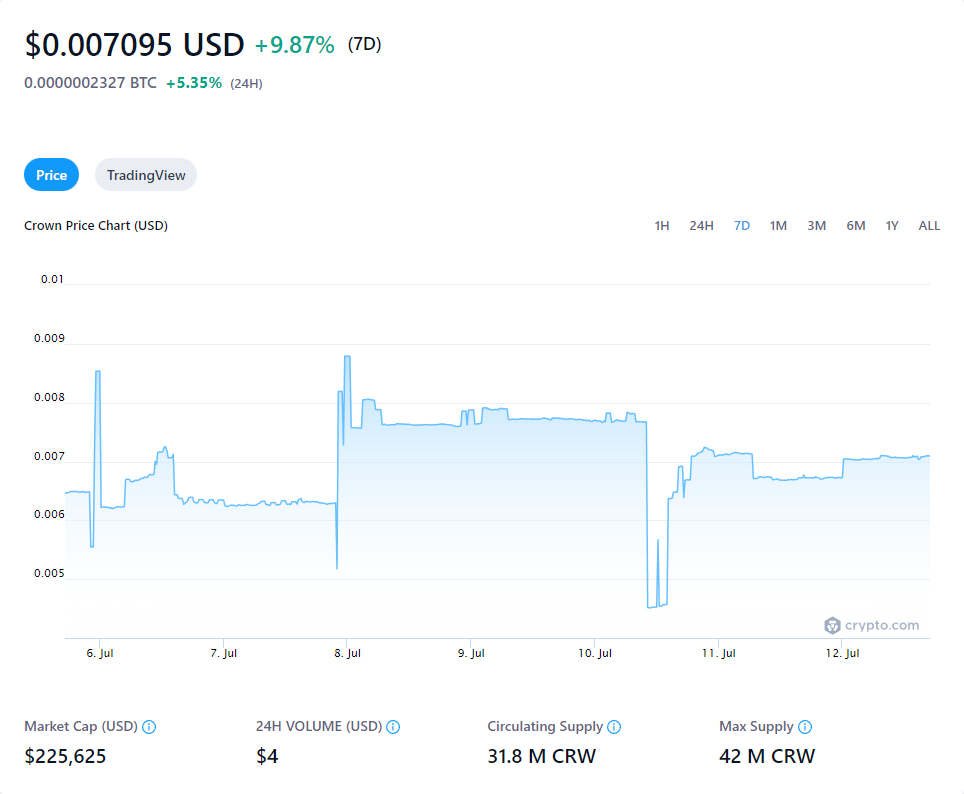 $0.007095 USD +9.87% (7D)
0.0000002327 BTC +5.35% (24H)
Price TradingView
Crown Price Chart (USD) 1H 24H 7D 1M 3M 6M 1Y ALL
0.01
0.009
0.008
0.007
0.006
0.005
crypto.com
6. Jul 7. Jul 8. Jul 9. Jul 10. Jul 11. Jul 12. Jul
Market Cap (USD) 24H VOLUME (USD) Circulating Supply Max Supply
$225,625 $4 31.8 M CRW 42 M CRW